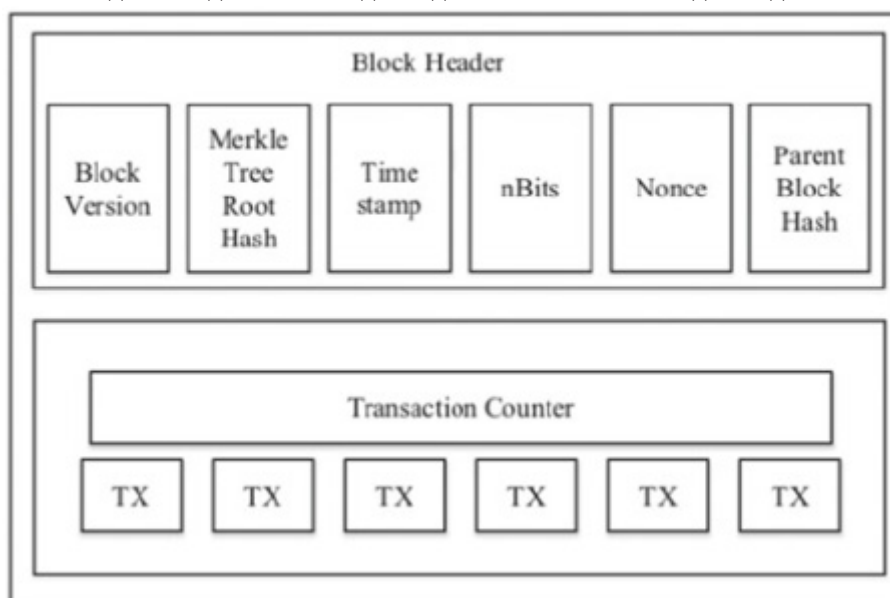 Block Header
Block
Version
Merkle
Tree
Root
Hash
Time
stamp
nBits
Nonce
Parent
Block
Hash
Transaction Counter
TX
TX
TX
TX
TX
TX